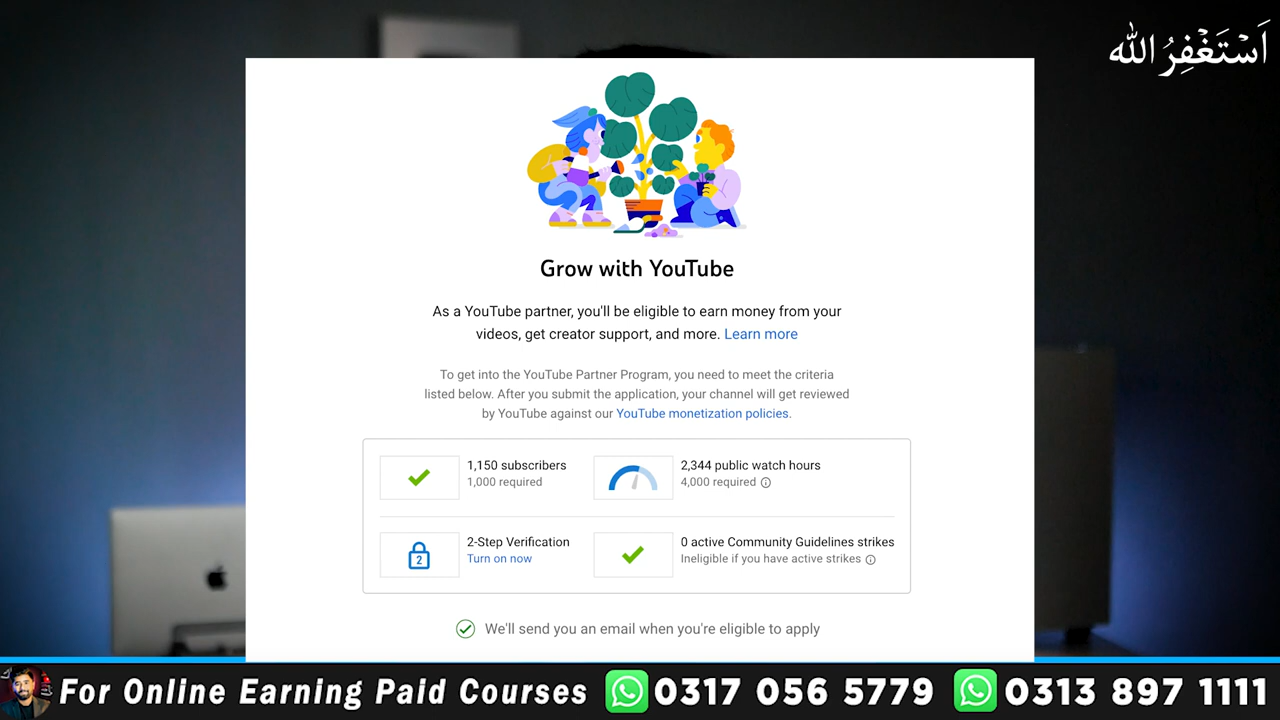 اَسْتَغْفِرُ اللّٰه
Grow with YouTube
As a YouTube partner, you'll be eligible to earn money from your
videos, get creator support, and more. Learn more
To get into the YouTube Partner Program, you need to meet the criteria
listed below. After you submit the application, your channel will get reviewed
by YouTube against our YouTube monetization policies.
1,150 subscribers
1,000 required
2,344 public watch hours
4,000 required
2
2-Step Verification
Turn on now
0 active Community Guidelines strikes
Ineligible if you have active strikes
We'll send you an email when you're eligible to apply
For Online Earning Paid Courses 0317 056 5779 0313 897 1111